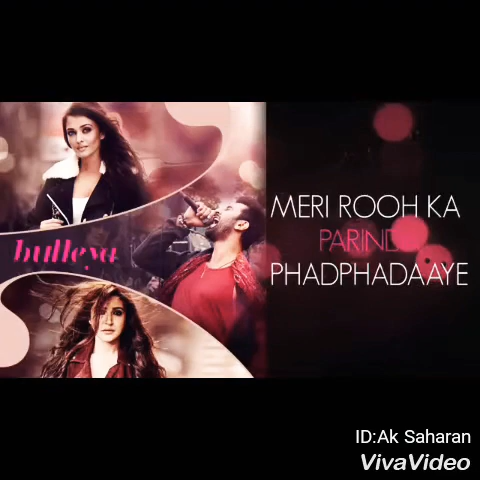 bulleya
MERI ROOH KA
PHADPHADAAYE
ID:Ak Saharan
VivaVideo